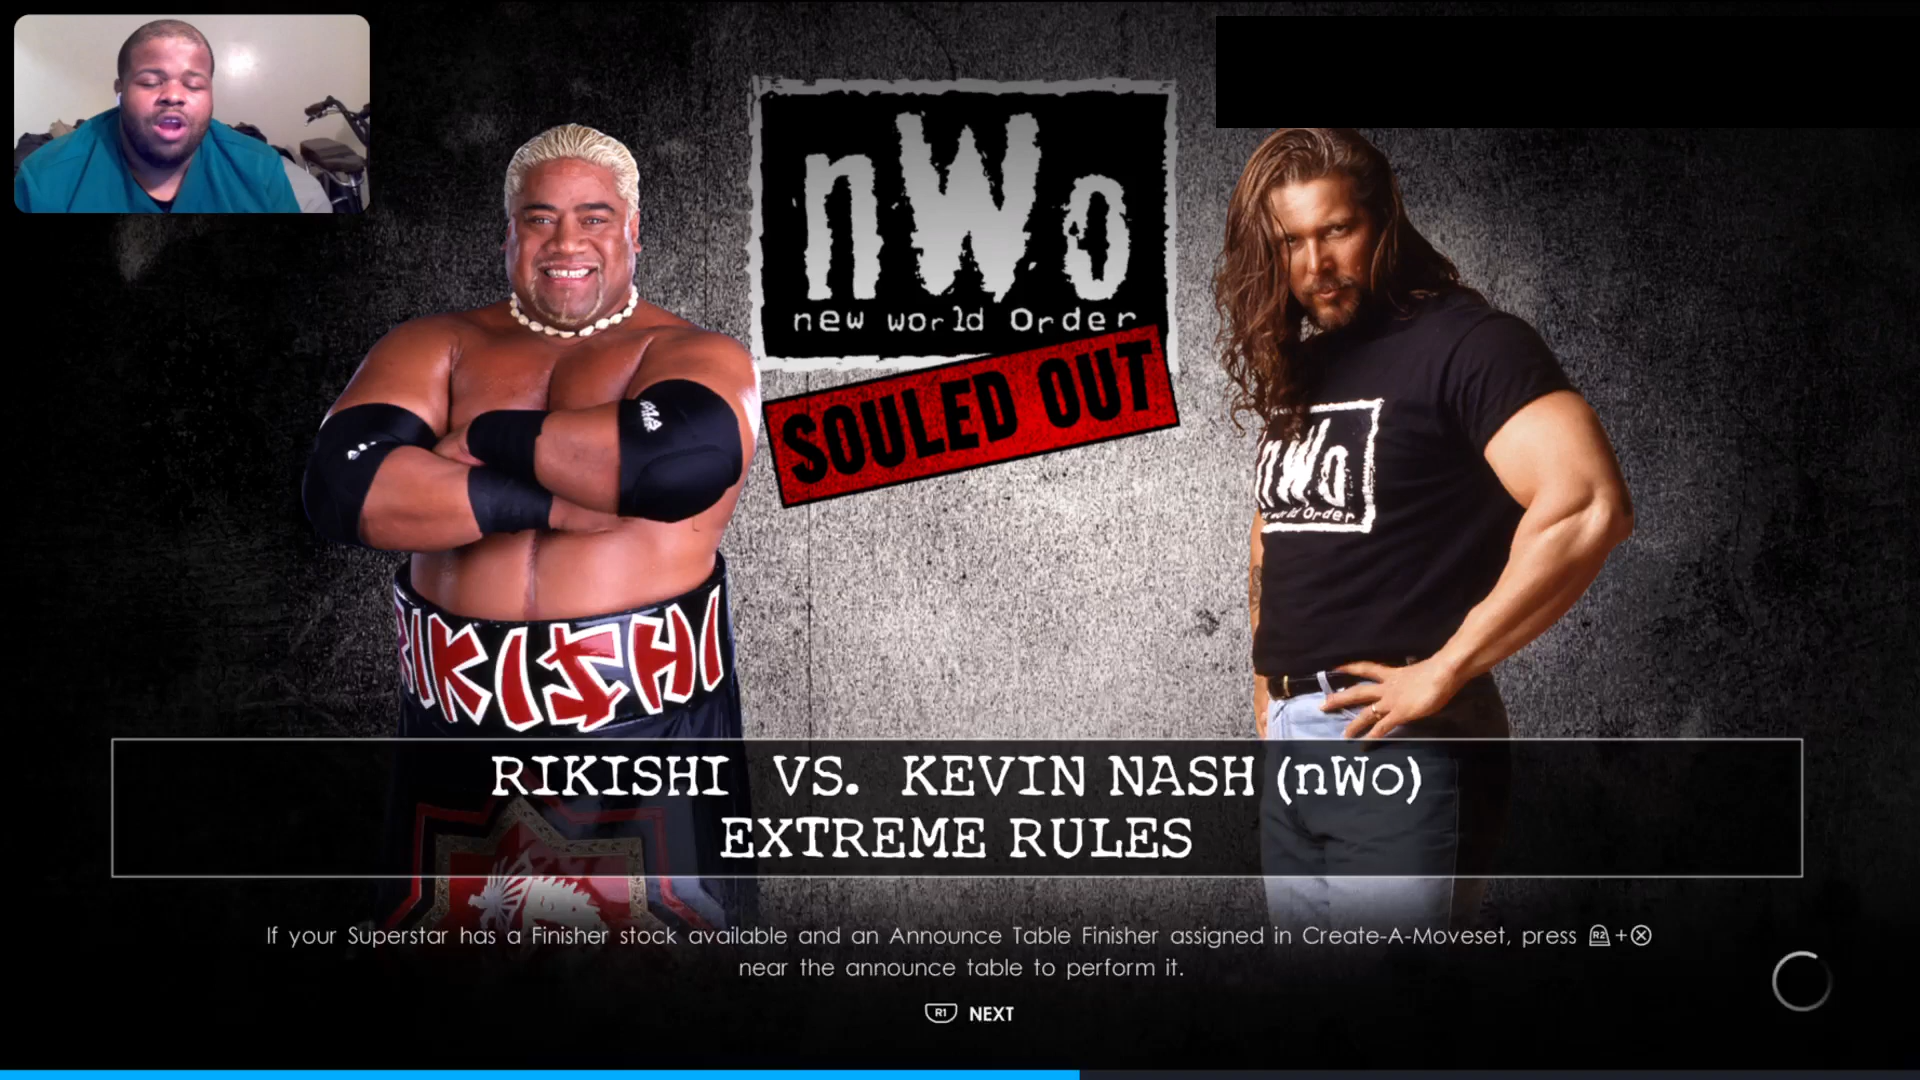 nWo
new world Order
SOULED OUT
nWo
world Order
RIKISHI
RIKISHI VS. KEVIN NASH (nWo)
EXTREME RULES
If your Superstar has a Finisher stock available and an Announce Table Finisher assigned in Create-A-Moveset, press R2+⊗
near the announce table to perform it.
R1 NEXT